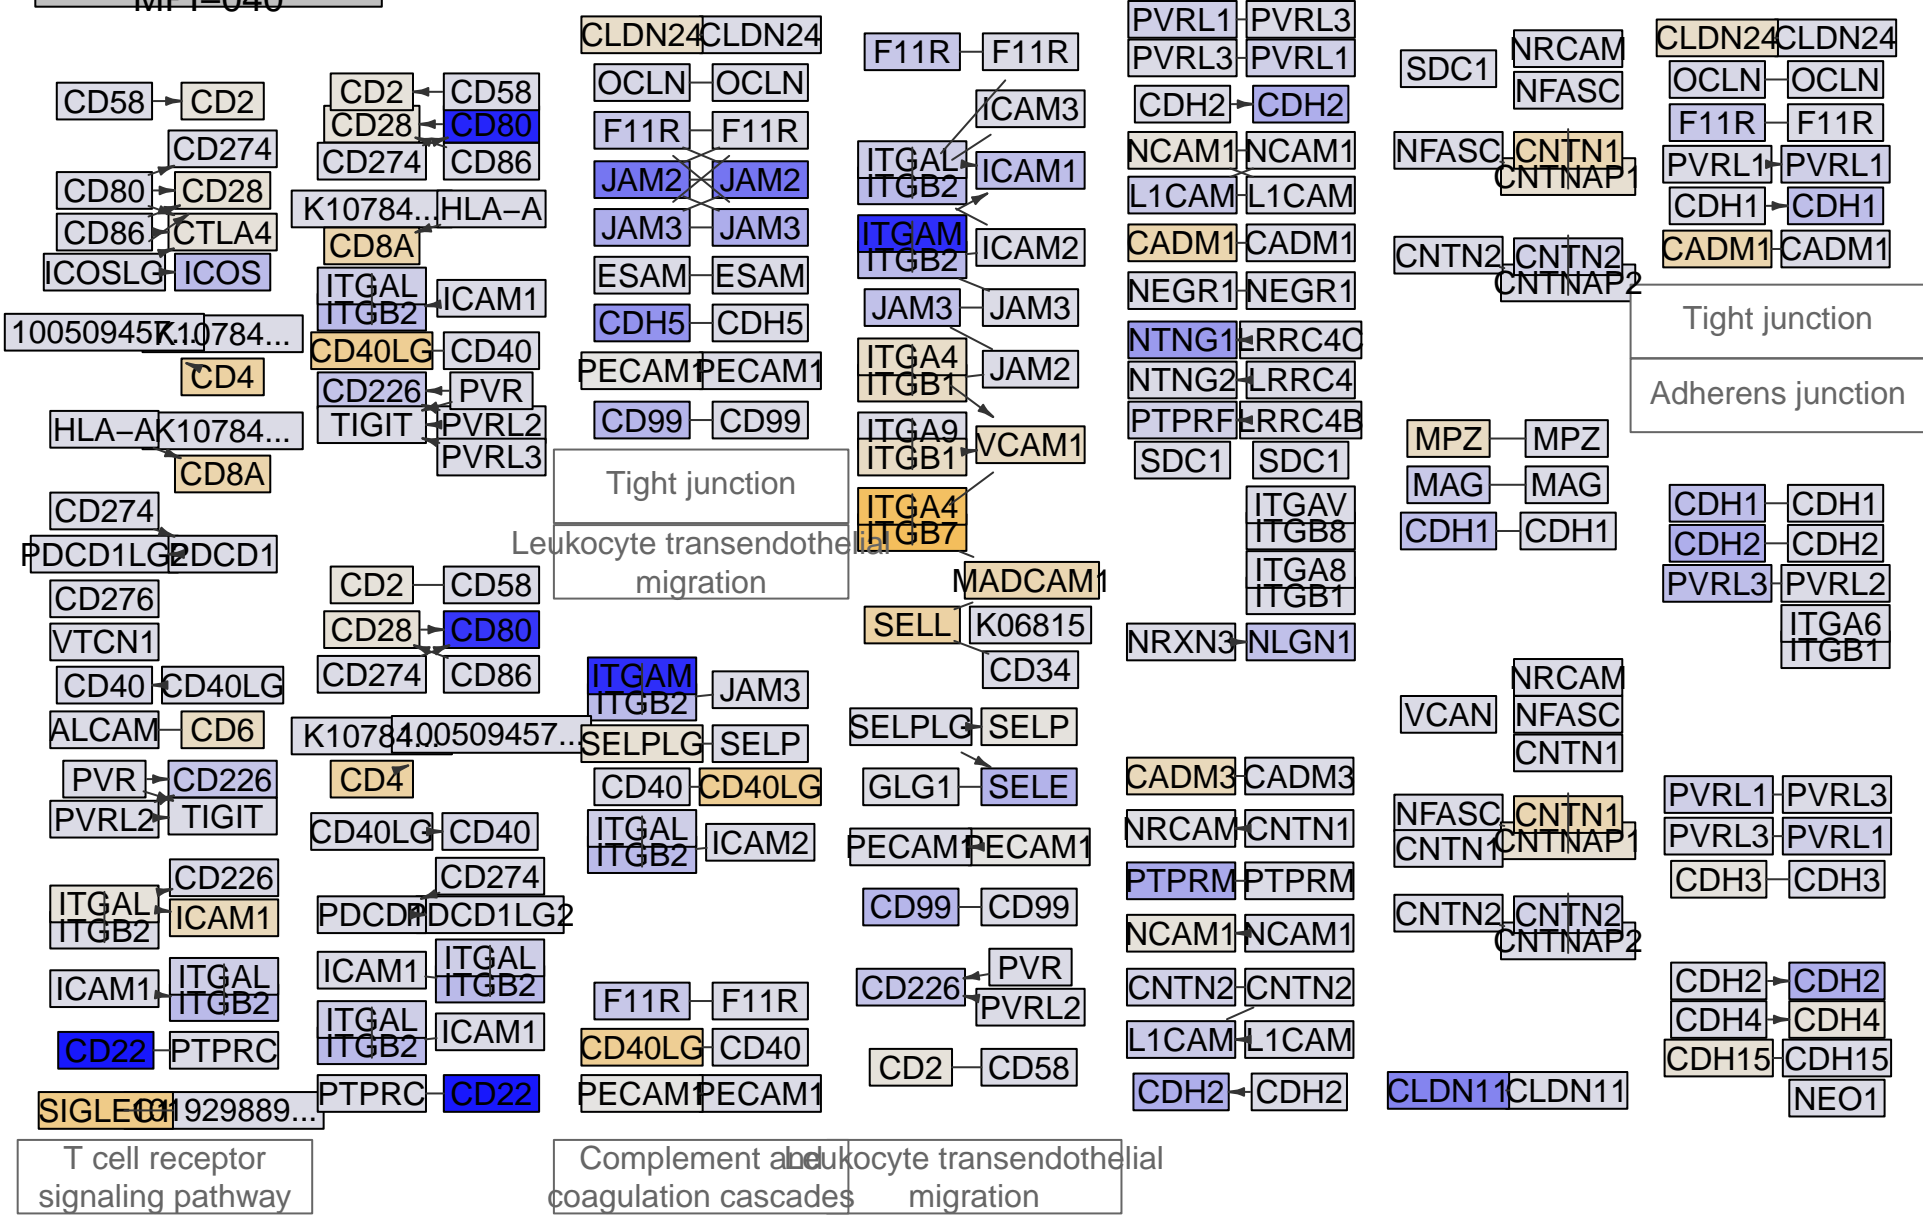 MPI-040
CD58 CD2
CD274
CD80 CD28
CD86 CTLA4
ICOSLG ICOS
100509457... K10784...
CD4
HLA-A K10784...
CD8A
CD274
PDCD1LG2 PDCD1
CD276
VTCN1
CD40 CD40LG
ALCAM CD6
PVR CD226
PVRL2 TIGIT
CD226
ITGAL ICAM1
ITGB2
ICAM1 ITGAL
ITGB2
CD22 PTPRC
1929889...
T cell receptor
signaling pathway
CD2 CD58
CD28 CD80
CD274 CD86
K10784... HLA-A
CD8A
ITGAL ICAM1
ITGB2
CD40LG CD40
CD226 PVR
TIGIT PVRL2
PVRL3
CD2 CD58
CD28 CD80
CD274 CD86
K10784... 100509457...
CD4
CD40LG CD40
CD274
PDCD1 PDCD1LG2
ICAM1 ITGAL
ITGB2
ITGAL ICAM1
ITGB2
PTPRC CD22
CLDN24 CLDN24
OCLN OCLN
F11R F11R
JAM2 JAM2
JAM3 JAM3
ESAM ESAM
CDH5 CDH5
PECAM1 PECAM1
CD99 CD99
Tight junction
Leukocyte transendothelial
migration
ITGAM JAM3
ITGB2
SELPLG SELP
CD40 CD40LG
ITGAL ICAM2
ITGB2
F11R F11R
CD40LG CD40
PECAM1 PECAM1
Complement and
coagulation cascades
F11R F11R
ICAM3
ITGAL ICAM1
ITGB2
ITGAM ICAM2
ITGB2
JAM3 JAM3
ITGA4 JAM2
ITGB1
ITGA9 VCAM1
ITGB1
ITGA4
ITGB7
MADCAM1
SELL K06815
CD34
SELPLG SELP
GLG1 SELE
PECAM1 PECAM1
CD99 CD99
CD226 PVR
PVRL2
CD2 CD58
Leukocyte transendothelial
migration
PVRL1 PVRL3
PVRL3 PVRL1
CDH2 CDH2
NCAM1 NCAM1
L1CAM L1CAM
CADM1 CADM1
NEGR1 NEGR1
NTNG1 LRRC4C
NTNG2 LRRC4
PTPRF LRRC4B
SDC1 SDC1
ITGAV
ITGB8
ITGA8
ITGB1
NRXN3 NLGN1
CADM3 CADM3
NRCAM CNTN1
PTPRM PTPRM
NCAM1 NCAM1
CNTN2 CNTN2
L1CAM L1CAM
CDH2 CDH2
SDC1 NRCAM
NFASC
NFASC CNTN1
CNTNAP1
CNTN2 CNTN2
CNTNAP2
MPZ MPZ
MAG MAG
CDH1 CDH1
NRCAM
VCAN NFASC
CNTN1
NFASC CNTN1
CNTN1 CNTNAP1
CNTN2 CNTN2
CNTNAP2
CLDN11 CLDN11
CLDN24 CLDN24
OCLN OCLN
F11R F11R
PVRL1 PVRL1
CDH1 CDH1
CADM1 CADM1
Tight junction
Adherens junction
CDH1 CDH1
CDH2 CDH2
PVRL3 PVRL2
ITGA6
ITGB1
PVRL1 PVRL3
PVRL3 PVRL1
CDH3 CDH3
CDH2 CDH2
CDH4 CDH4
CDH15 CDH15
NEO1